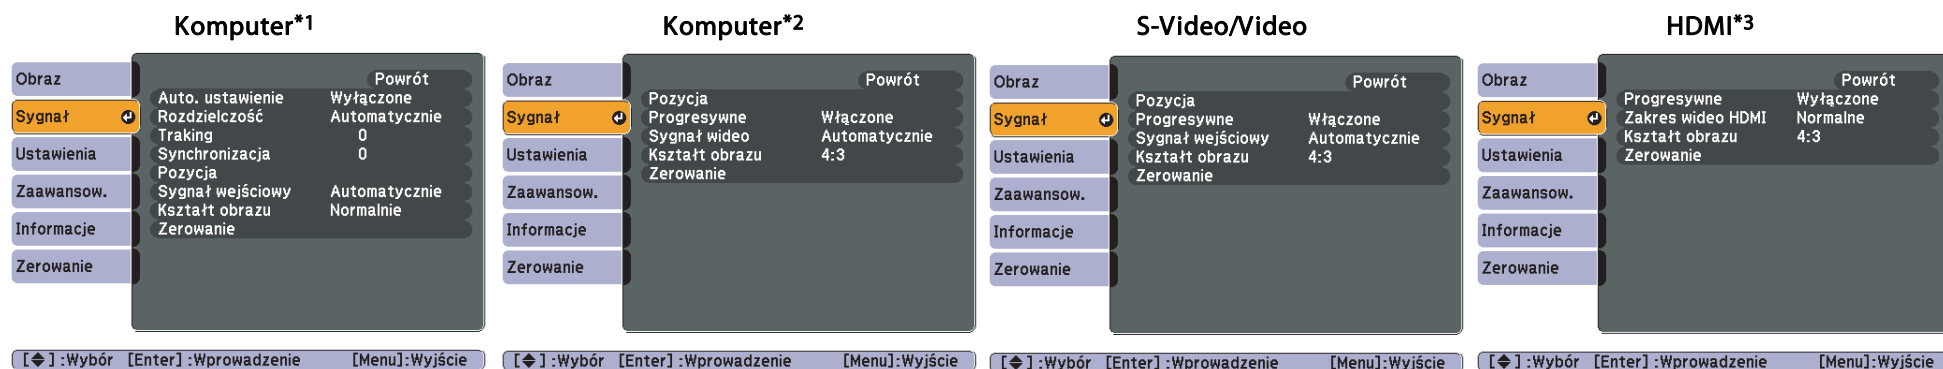 Komputer*1
Obraz
Sygnał
Ustawienia
Zaawansow.
Informacje
Zerowanie
Powrót
Auto. ustawienie Wyłączone
Rozdzielczość Automatycznie
Traking 0
Synchronizacja 0
Pozycja
Sygnał wejściowy Automatycznie
Kształt obrazu Normalnie
Zerowanie
[◆] :Wybór [Enter] :Wprowadzenie [Menu]:Wyjście
Komputer*2
Obraz
Sygnał
Ustawienia
Zaawansow.
Informacje
Zerowanie
Powrót
Pozycja
Progresywne Włączone
Sygnał wideo Automatycznie
Kształt obrazu 4:3
Zerowanie
[◆] :Wybór [Enter] :Wprowadzenie [Menu]:Wyjście
S-Video/Video
Obraz
Sygnał
Ustawienia
Zaawansow.
Informacje
Zerowanie
Powrót
Pozycja
Progresywne Włączone
Sygnał wejściowy Automatycznie
Kształt obrazu 4:3
Zerowanie
[◆] :Wybór [Enter] :Wprowadzenie [Menu]:Wyjście
HDMI*3
Obraz
Sygnał
Ustawienia
Zaawansow.
Informacje
Zerowanie
Powrót
Progresywne Wyłączone
Zakres wideo HDMI Normalne
Kształt obrazu 4:3
Zerowanie
[◆] :Wybór [Enter] :Wprowadzenie [Menu]:Wyjście